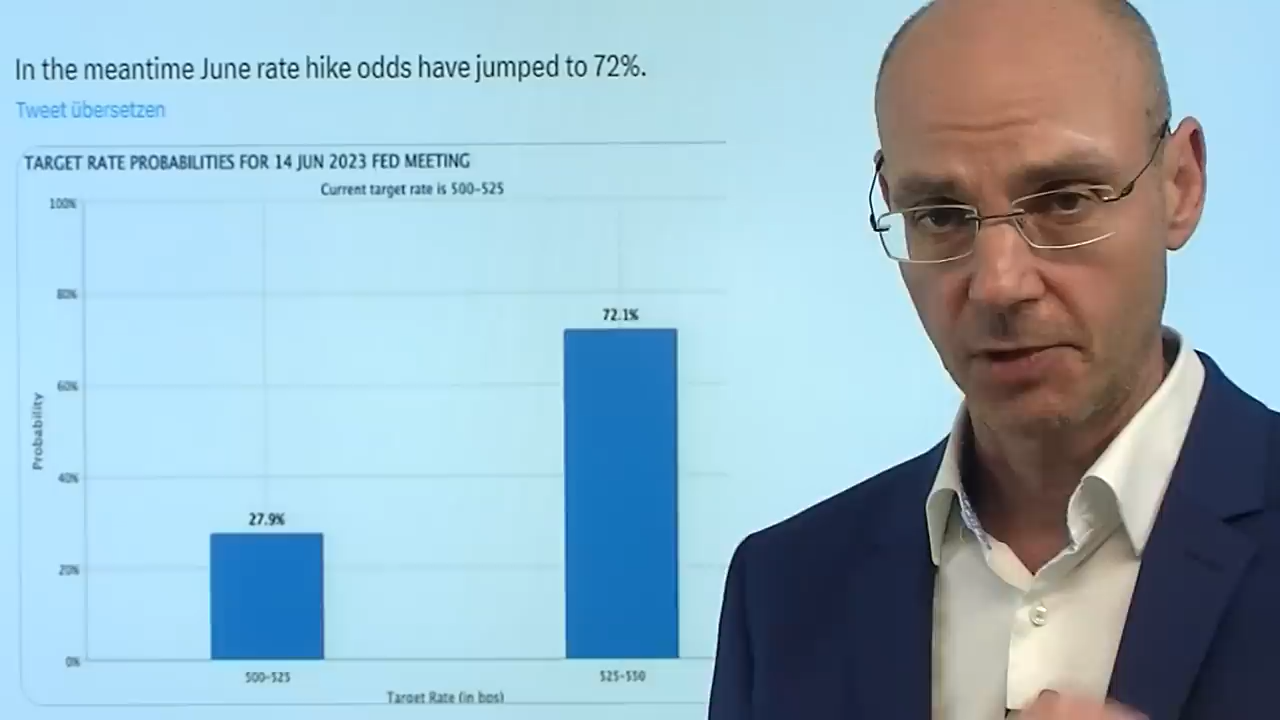 In the meantime June rate hike odds have jumped to 72%.
Tweet übersetzen
TARGET RATE PROBABILITIES FOR 14 JUN 2023 FED MEETING
Current target rate is 500-525
100%
80%
60%
40%
20%
0%
Probability
27.9%
72.1%
500-525
525-550
Target Rate (in bps)